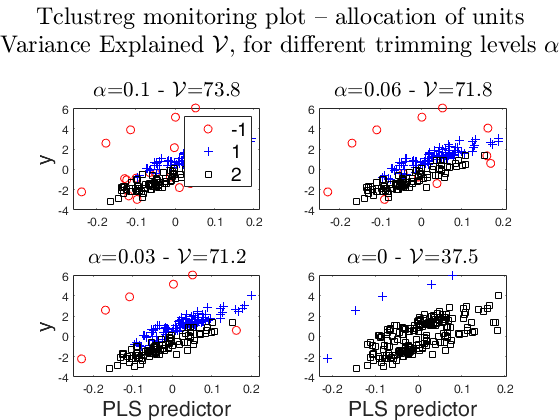 Tclustreg monitoring plot – allocation of units
Variance Explained 𝒱, for different trimming levels α
α=0.1 - 𝒱=73.8
α=0.06 - 𝒱=71.8
6
4
2
0
-2
-4
y
-0.2 -0.1 0 0.1 0.2
-1
1
2
6
4
2
0
-2
-4
-0.2 -0.1 0 0.1 0.2
α=0.03 - 𝒱=71.2
α=0 - 𝒱=37.5
6
4
2
0
-2
-4
y
-0.2 -0.1 0 0.1 0.2
PLS predictor
6
4
2
0
-2
-4
-0.2 -0.1 0 0.1 0.2
PLS predictor